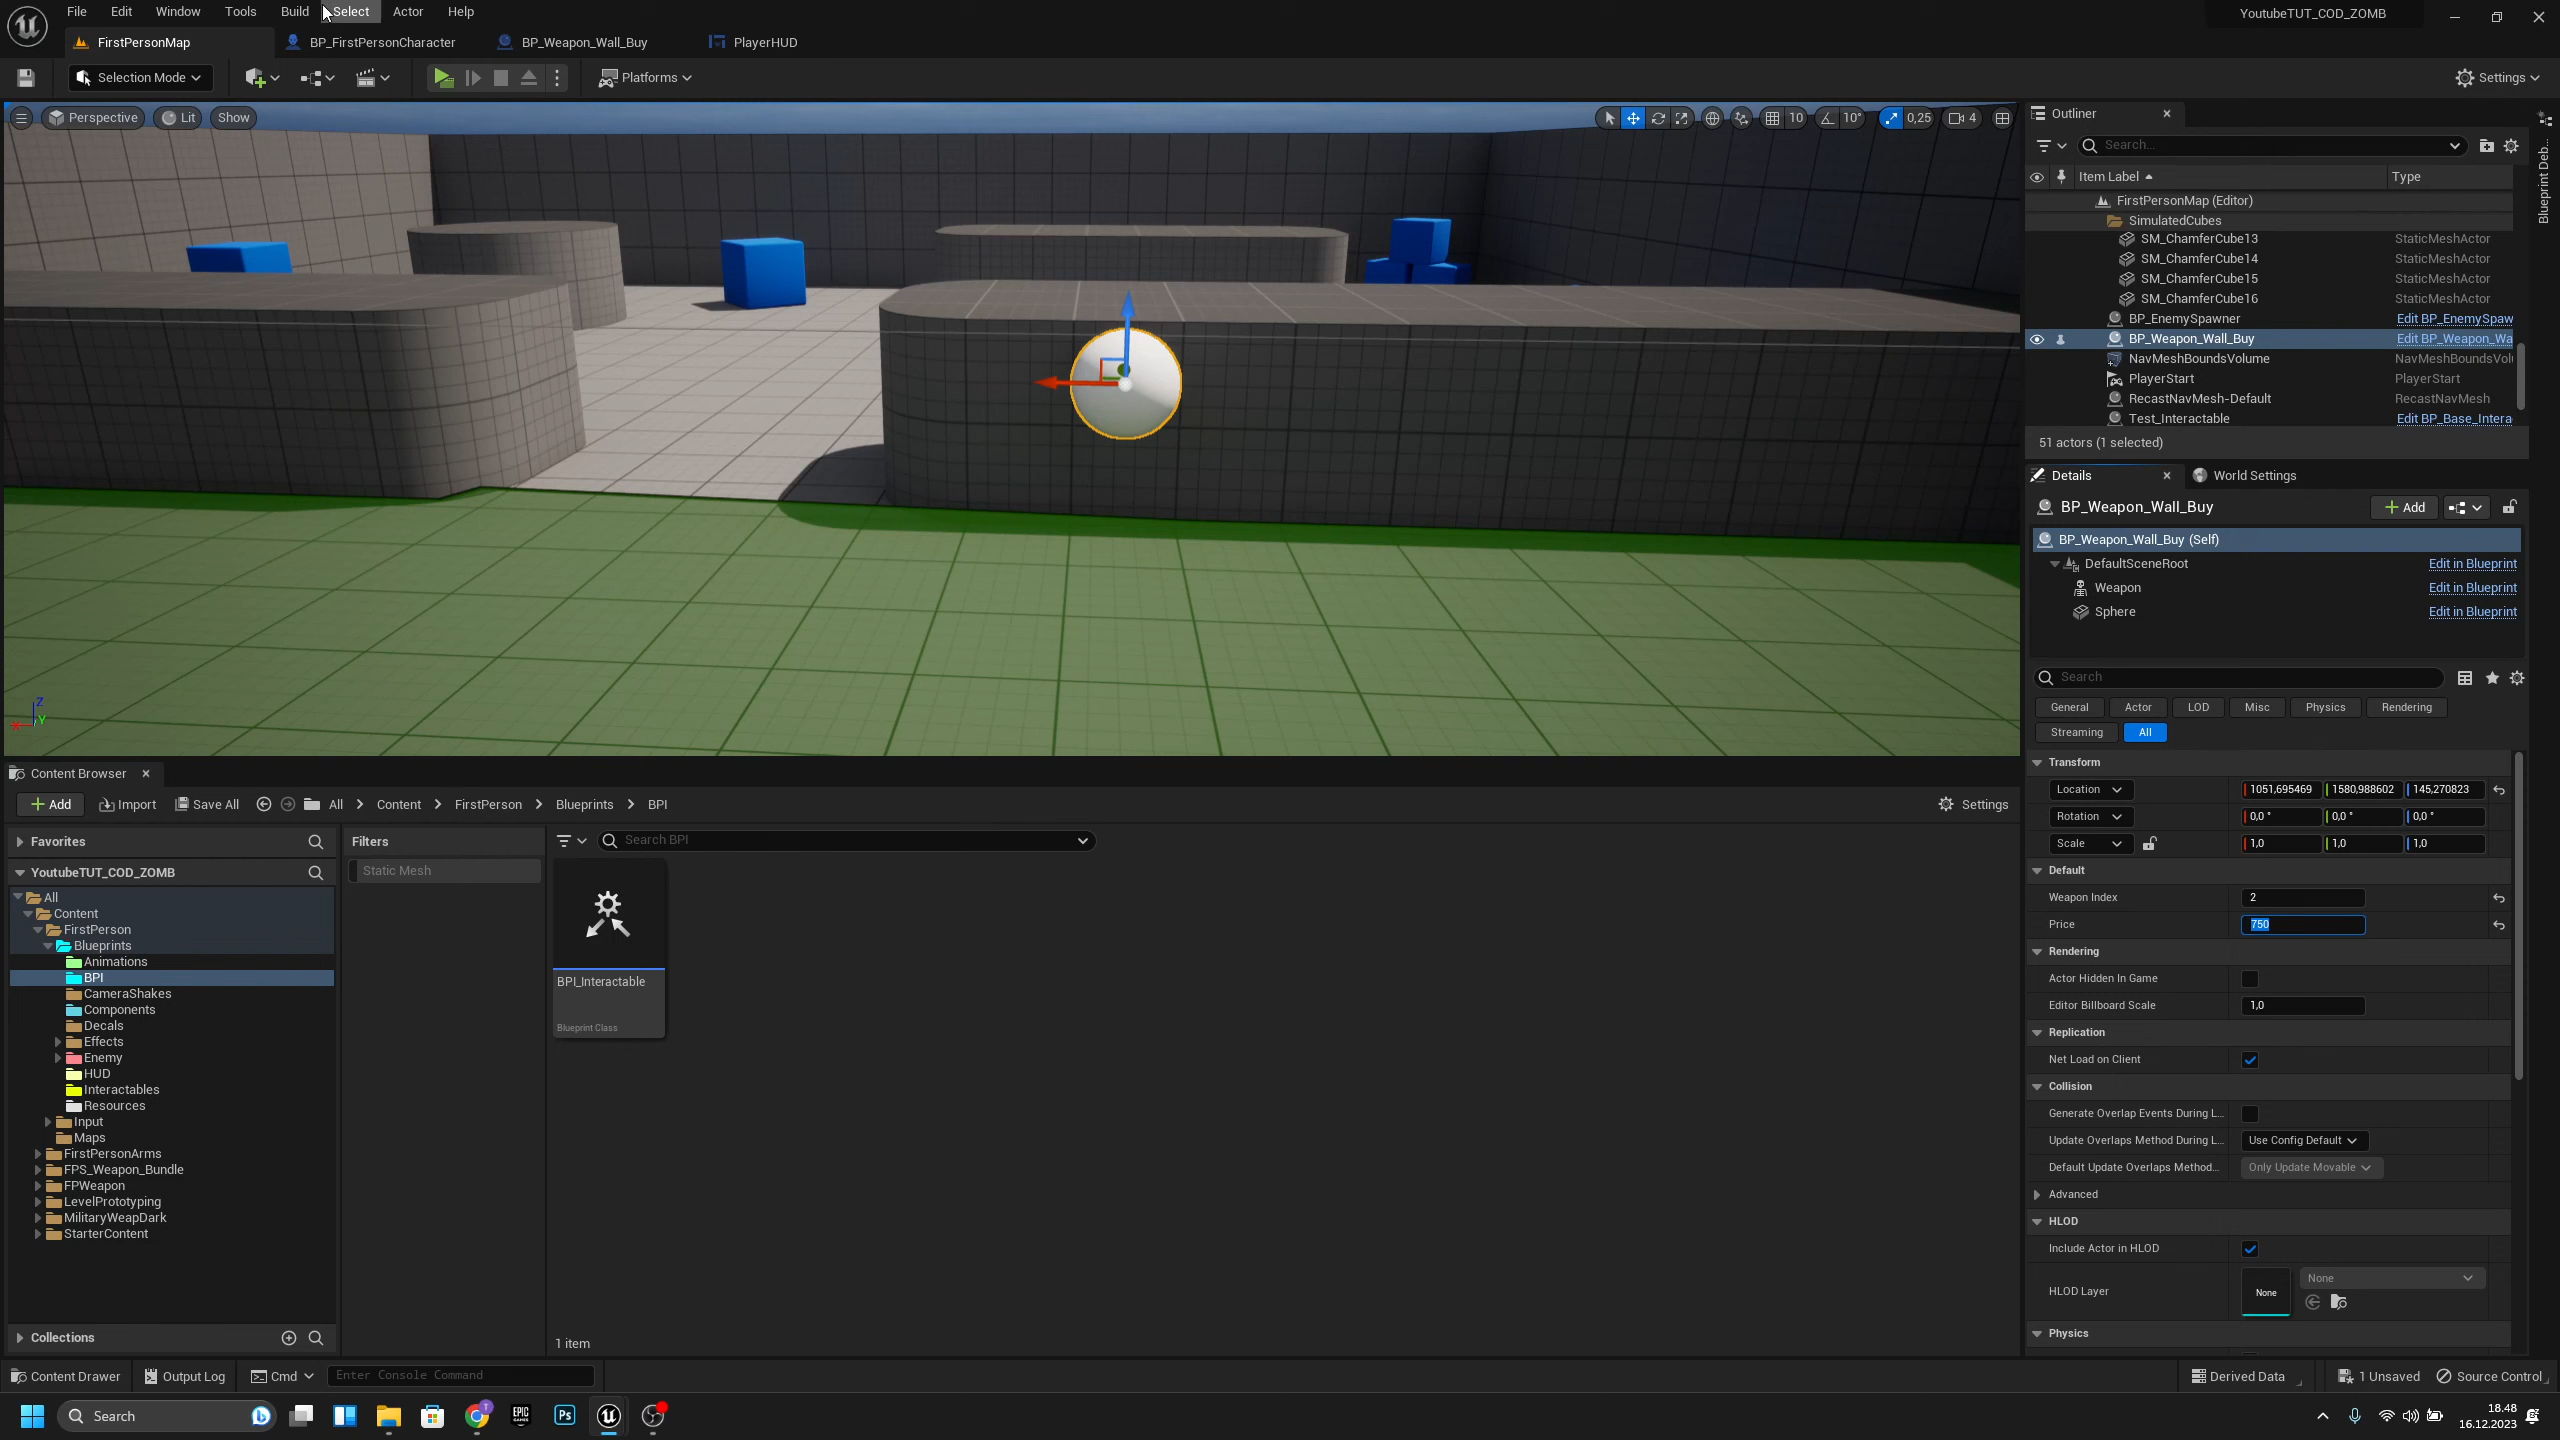 File Edit Window Tools Build Select Actor Help
YoutubeTUT_COD_ZOMB
FirstPersonMap BP_FirstPersonCharacter BP_Weapon_Wall_Buy PlayerHUD
Selection Mode Platforms Settings
Perspective Lit Show 10 10° 0,25 4
Outliner
Search...
Item Label Type
FirstPersonMap (Editor)
SimulatedCubes
SM_ChamferCube13 StaticMeshActor
SM_ChamferCube14 StaticMeshActor
SM_ChamferCube15 StaticMeshActor
SM_ChamferCube16 StaticMeshActor
BP_EnemySpawner Edit BP_EnemySpaw
BP_Weapon_Wall_Buy Edit BP_Weapon_Wa
NavMeshBoundsVolume NavMeshBoundsVol
PlayerStart PlayerStart
RecastNavMesh-Default RecastNavMesh
Test_Interactable Edit BP_Base_Intera
51 actors (1 selected)
Blueprint Deb...
Details World Settings
BP_Weapon_Wall_Buy Add
BP_Weapon_Wall_Buy (Self)
DefaultSceneRoot Edit in Blueprint
Weapon Edit in Blueprint
Sphere Edit in Blueprint
Search
General Actor LOD Misc Physics Rendering
Streaming All
Transform
Location 1051,695469 1580,988602 145,270823
Rotation 0,0 ° 0,0 ° 0,0 °
Scale 1,0 1,0 1,0
Default
Weapon Index 2
Price 750
Rendering
Actor Hidden In Game
Editor Billboard Scale 1,0
Replication
Net Load on Client
Collision
Generate Overlap Events During L...
Update Overlaps Method During L... Use Config Default
Default Update Overlaps Method... Only Update Movable
Advanced
HLOD
Include Actor in HLOD
HLOD Layer None None
Physics
Z
X Y
Content Browser
Add Import Save All All Content FirstPerson Blueprints BPI Settings
Favorites
YoutubeTUT_COD_ZOMB
All
Content
FirstPerson
Blueprints
Animations
BPI
CameraShakes
Components
Decals
Effects
Enemy
HUD
Interactables
Resources
Input
Maps
FirstPersonArms
FPS_Weapon_Bundle
FPWeapon
LevelPrototyping
MilitaryWeapDark
StarterContent
Collections
Filters
Static Mesh
Search BPI
BPI_Interactable
Blueprint Class
1 item
Content Drawer Output Log Cmd Enter Console Command Derived Data 1 Unsaved Source Control
Search EPIC GAMES Ps
18.48
16.12.2023